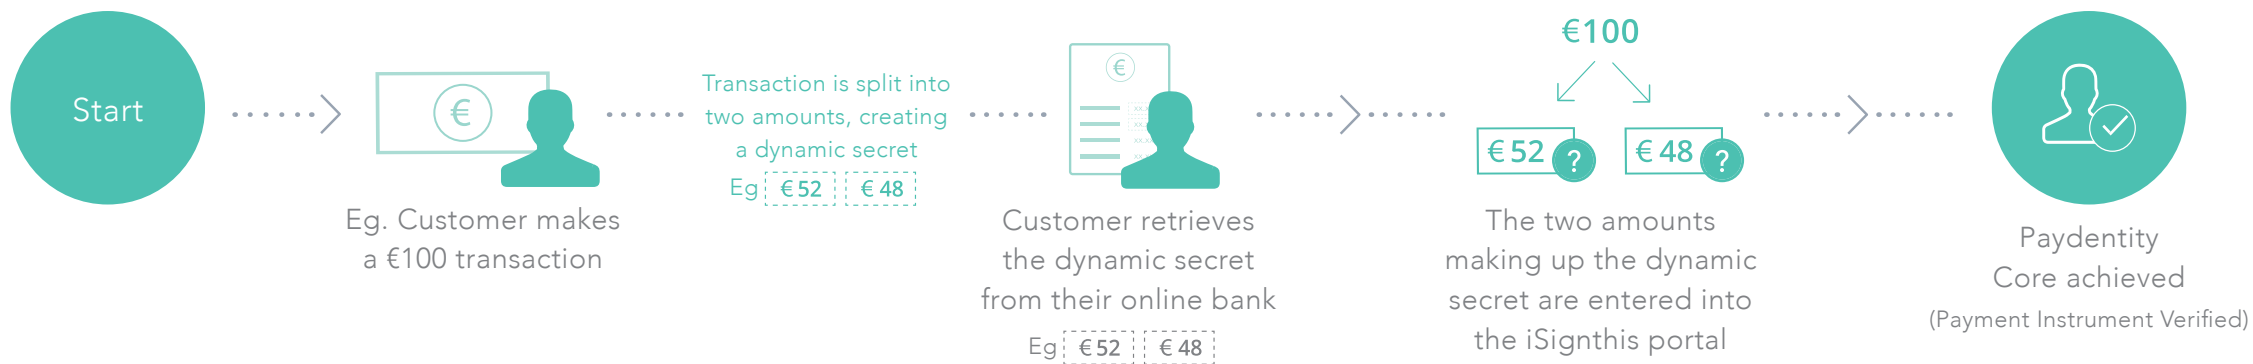 Start
€
Eg. Customer makes
a €100 transaction
Transaction is split into
two amounts, creating
a dynamic secret
Eg € 52 € 48
€
Customer retrieves
the dynamic secret
from their online bank
Eg € 52 € 48
€100
€ 52 ? € 48 ?
The two amounts
making up the dynamic
secret are entered into
the iSignthis portal
Paydentity
Core achieved
(Payment Instrument Verified)